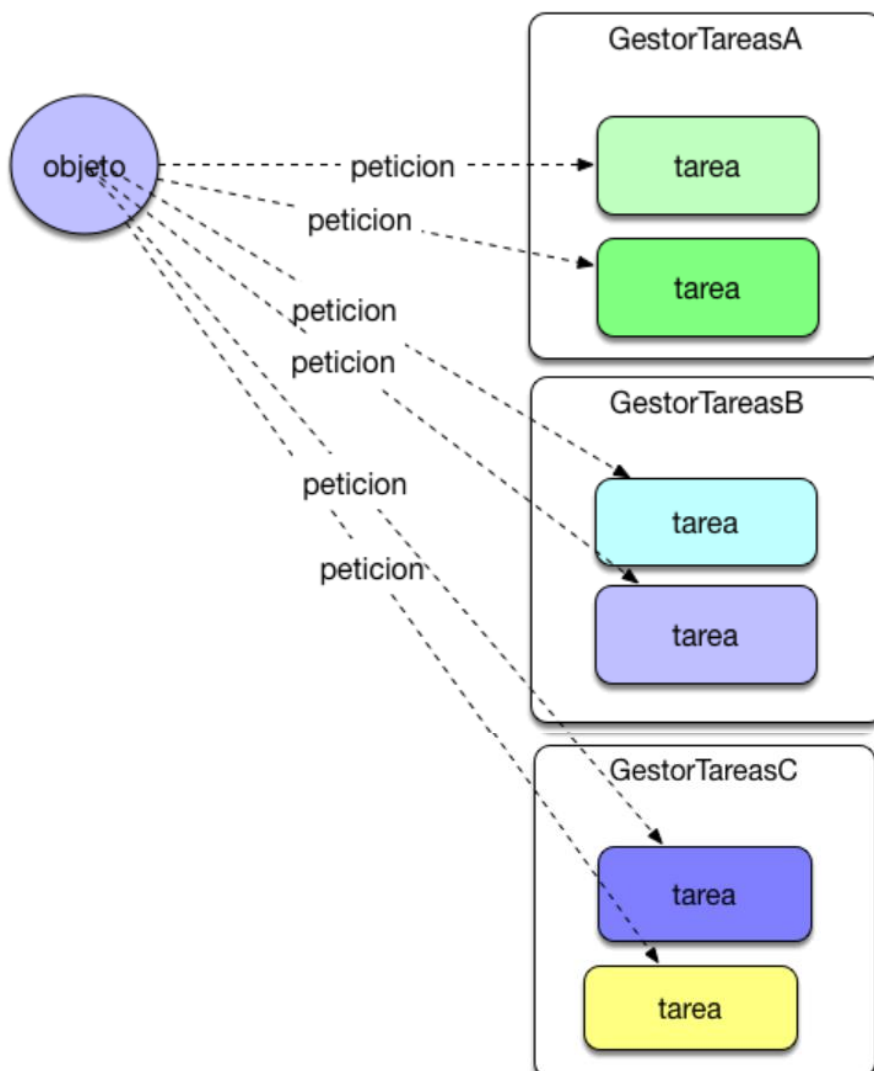 GestorTareasA
objeto
peticion
tarea
peticion
tarea
peticion
peticion
GestorTareasB
peticion
tarea
peticion
tarea
GestorTareasC
tarea
tarea